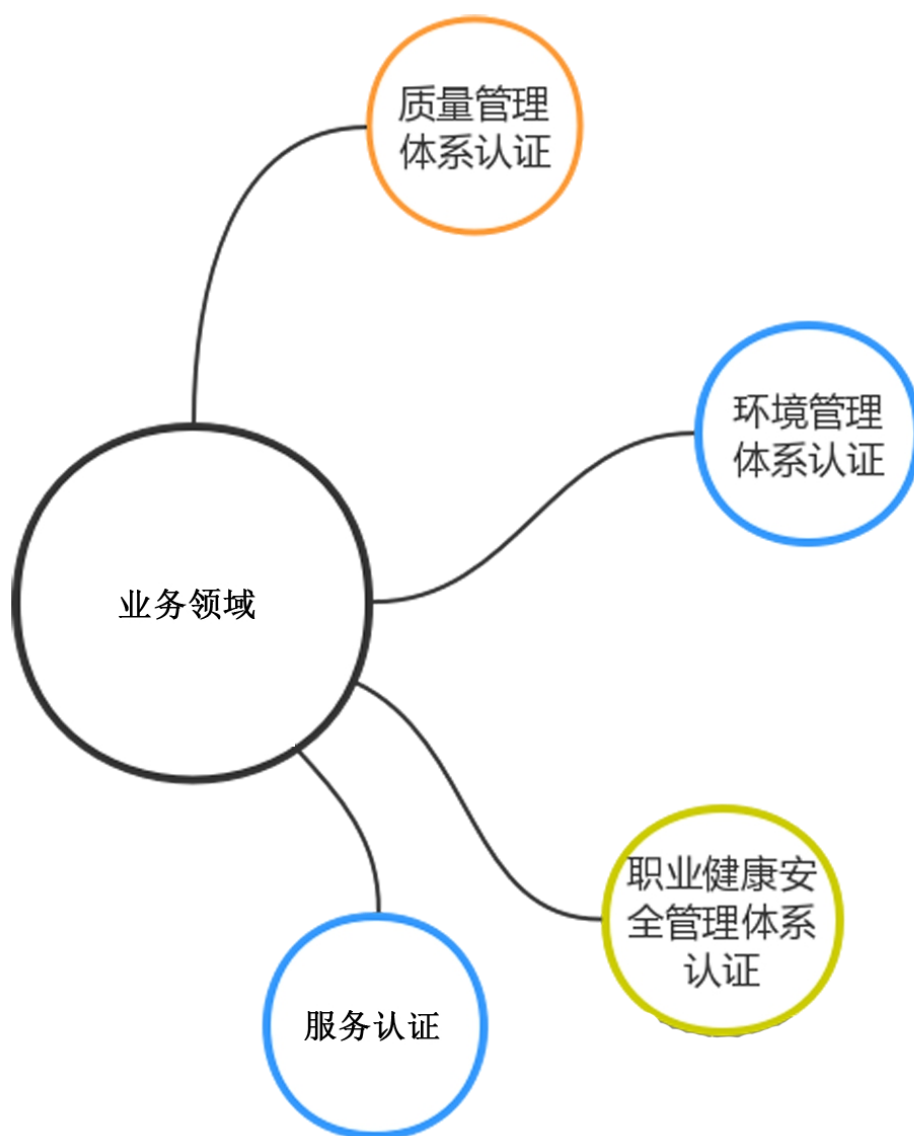 质量管理
体系认证
环境管理
体系认证
业务领域
职业健康安
全管理体系
认证
服务认证